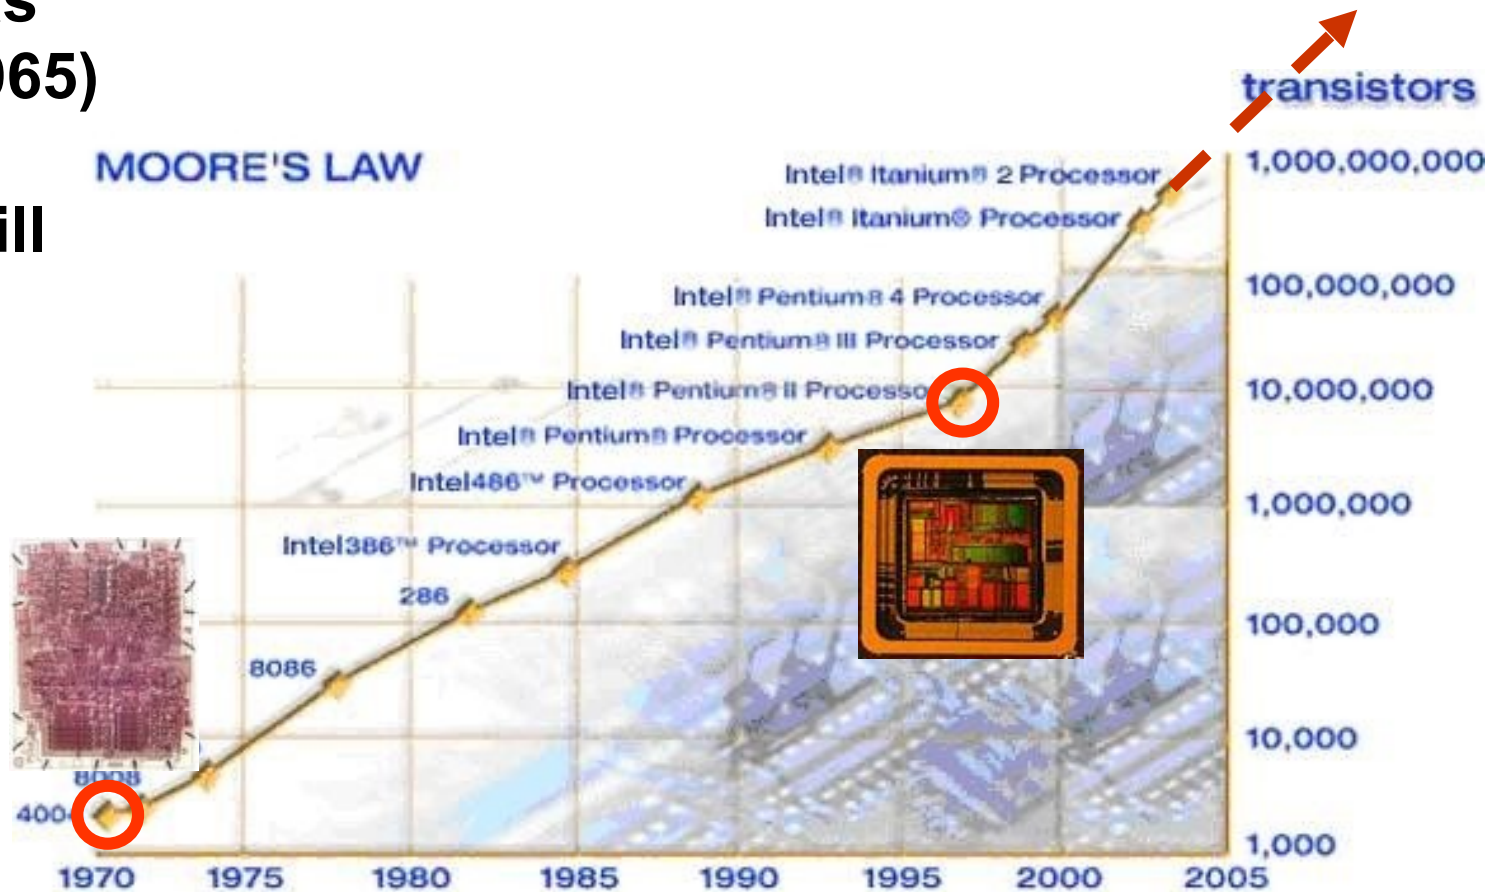 965)
transistors
MOORE'S LAW
1,000,000,000
Intel® Itanium® 2 Processor
ill
Intel® Itanium® Processor
100,000,000
Intel® Pentium® 4 Processor
Intel® Pentium® III Processor
10,000,000
Intel® Pentium® II Processo
Intel® Pentium® Processor
Intel486™ Processor
1,000,000
Intel386™ Processor
286
100,000
8086
10,000
8008
400
1,000
1970 1975 1980 1985 1990 1995 2000 2005